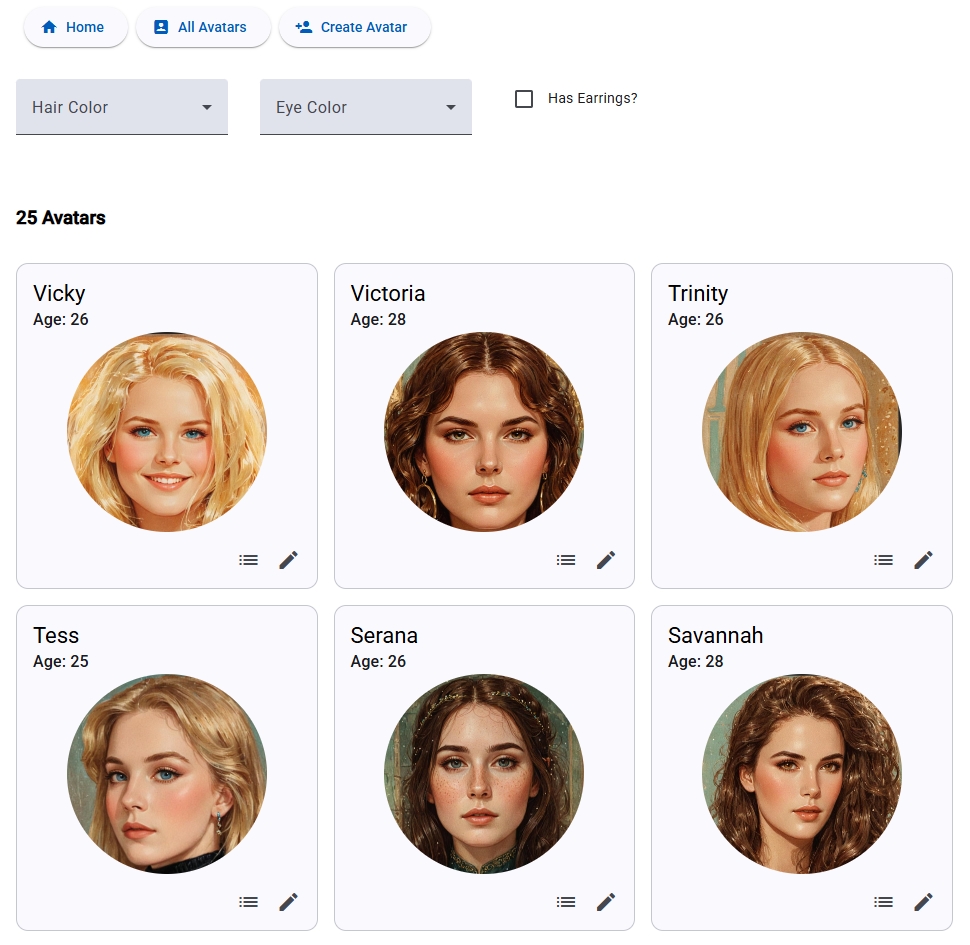 Home All Avatars Create Avatar
Hair Color Eye Color Has Earrings?
25 Avatars
Vicky
Age: 26
Victoria
Age: 28
Trinity
Age: 26
Tess
Age: 25
Serana
Age: 26
Savannah
Age: 28